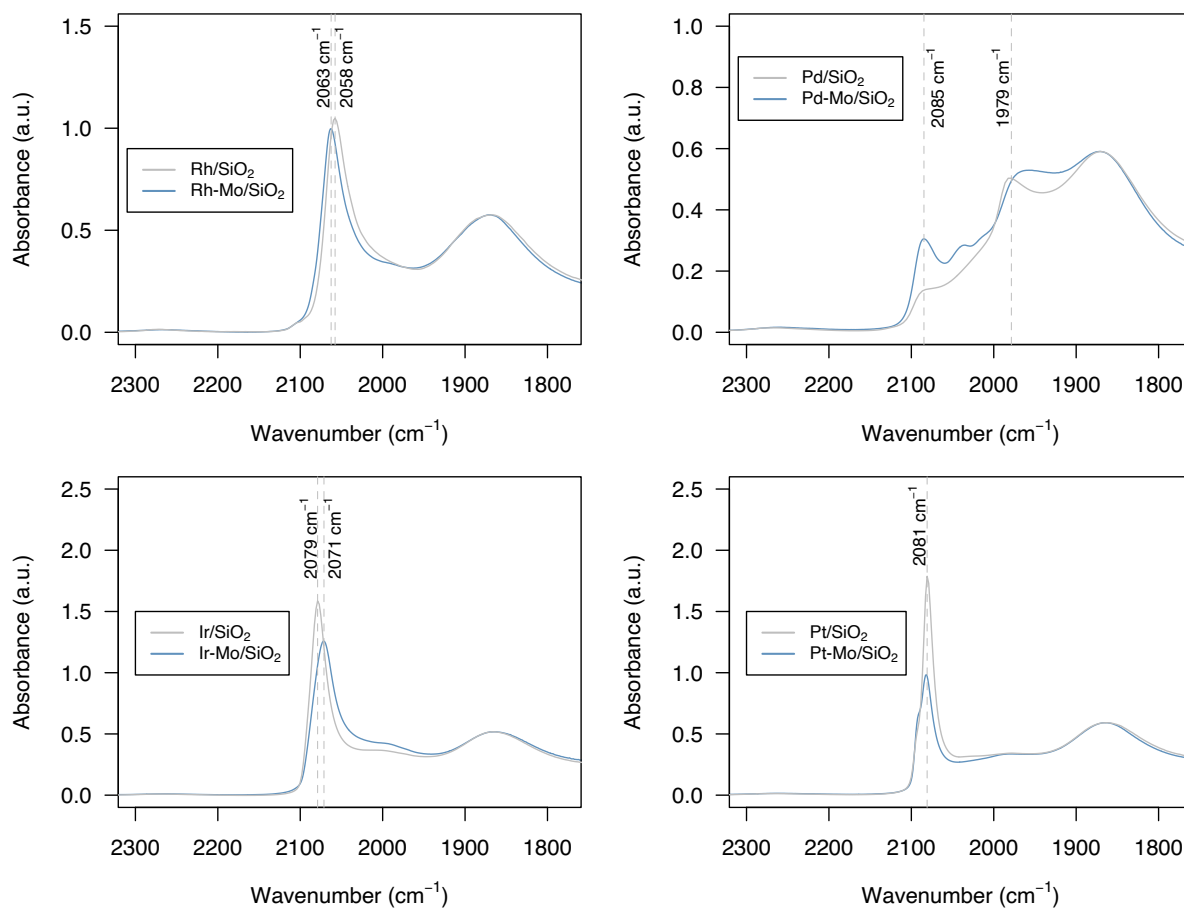 1.5
1.0
0.5
0.0
Absorbance (a.u.)
2063 cm⁻¹
2058 cm⁻¹
Rh/SiO₂
Rh-Mo/SiO₂
2300 2200 2100 2000 1900 1800
Wavenumber (cm⁻¹)
1.0
0.8
0.6
0.4
0.2
0.0
Absorbance (a.u.)
Pd/SiO₂
Pd-Mo/SiO₂
2085 cm⁻¹
1979 cm⁻¹
2300 2200 2100 2000 1900 1800
Wavenumber (cm⁻¹)
2.5
2.0
1.5
1.0
0.5
0.0
Absorbance (a.u.)
2079 cm⁻¹
2071 cm⁻¹
Ir/SiO₂
Ir-Mo/SiO₂
2300 2200 2100 2000 1900 1800
Wavenumber (cm⁻¹)
2.5
2.0
1.5
1.0
0.5
0.0
Absorbance (a.u.)
2081 cm⁻¹
Pt/SiO₂
Pt-Mo/SiO₂
2300 2200 2100 2000 1900 1800
Wavenumber (cm⁻¹)